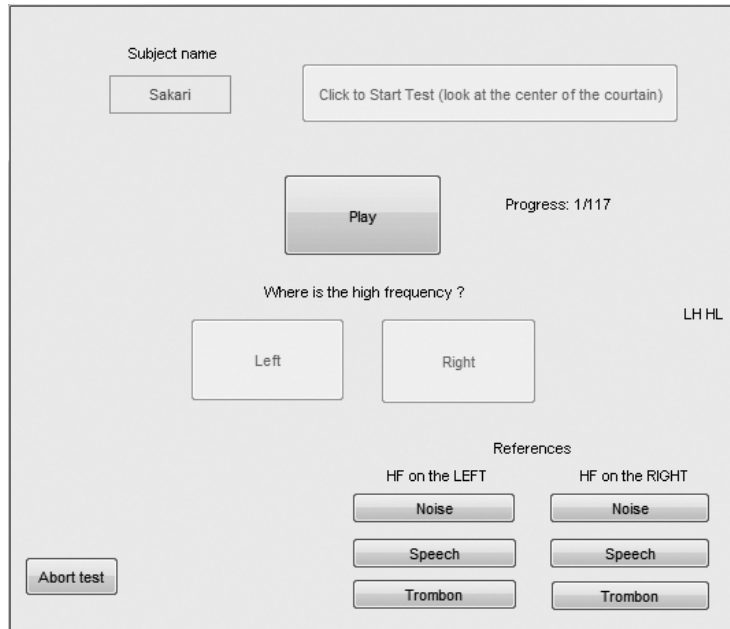 Subject name
Sakari
Click to Start Test (look at the center of the courtain)
Play
Progress: 1/117
Where is the high frequency ?
LH HL
Left
Right
References
HF on the LEFT
HF on the RIGHT
Noise
Noise
Speech
Speech
Abort test
Trombon
Trombon